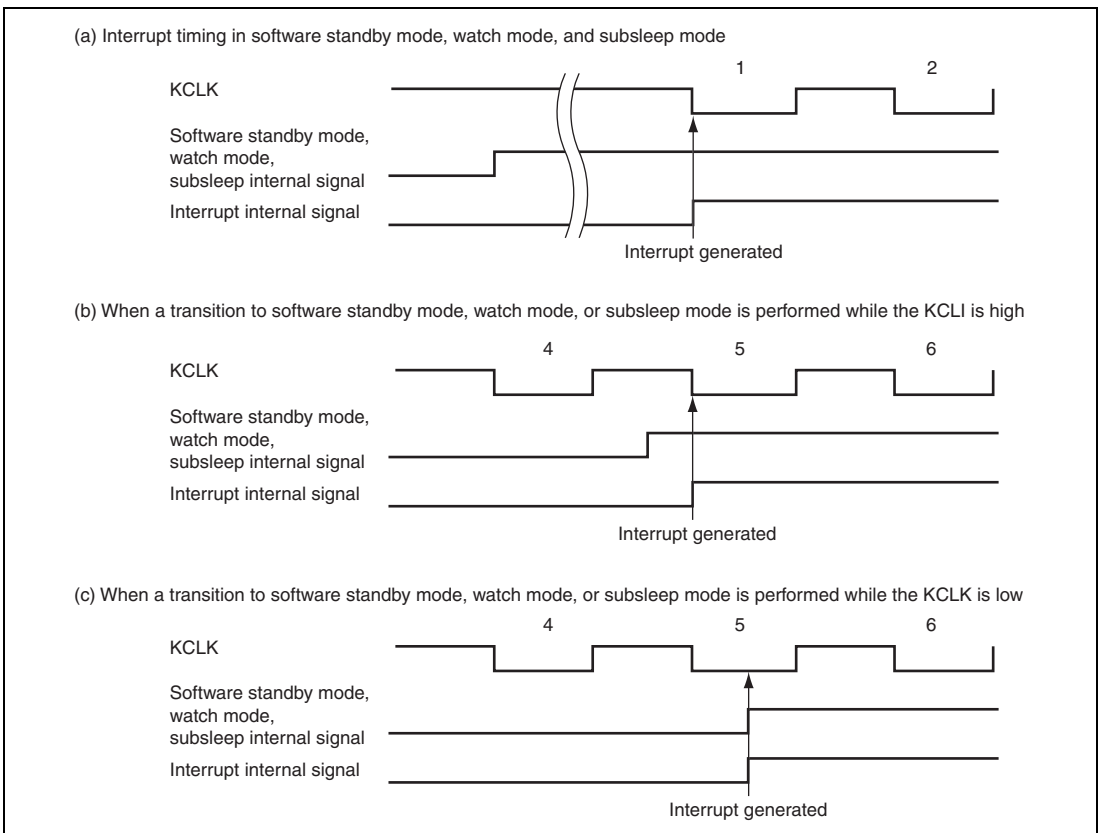 (a) Interrupt timing in software standby mode, watch mode, and subsleep mode
1 2
KCLK
Software standby mode,
watch mode,
subsleep internal signal
Interrupt internal signal
Interrupt generated
(b) When a transition to software standby mode, watch mode, or subsleep mode is performed while the KCLI is high
4 5 6
KCLK
Software standby mode,
watch mode,
subsleep internal signal
Interrupt internal signal
Interrupt generated
(c) When a transition to software standby mode, watch mode, or subsleep mode is performed while the KCLK is low
4 5 6
KCLK
Software standby mode,
watch mode,
subsleep internal signal
Interrupt internal signal
Interrupt generated